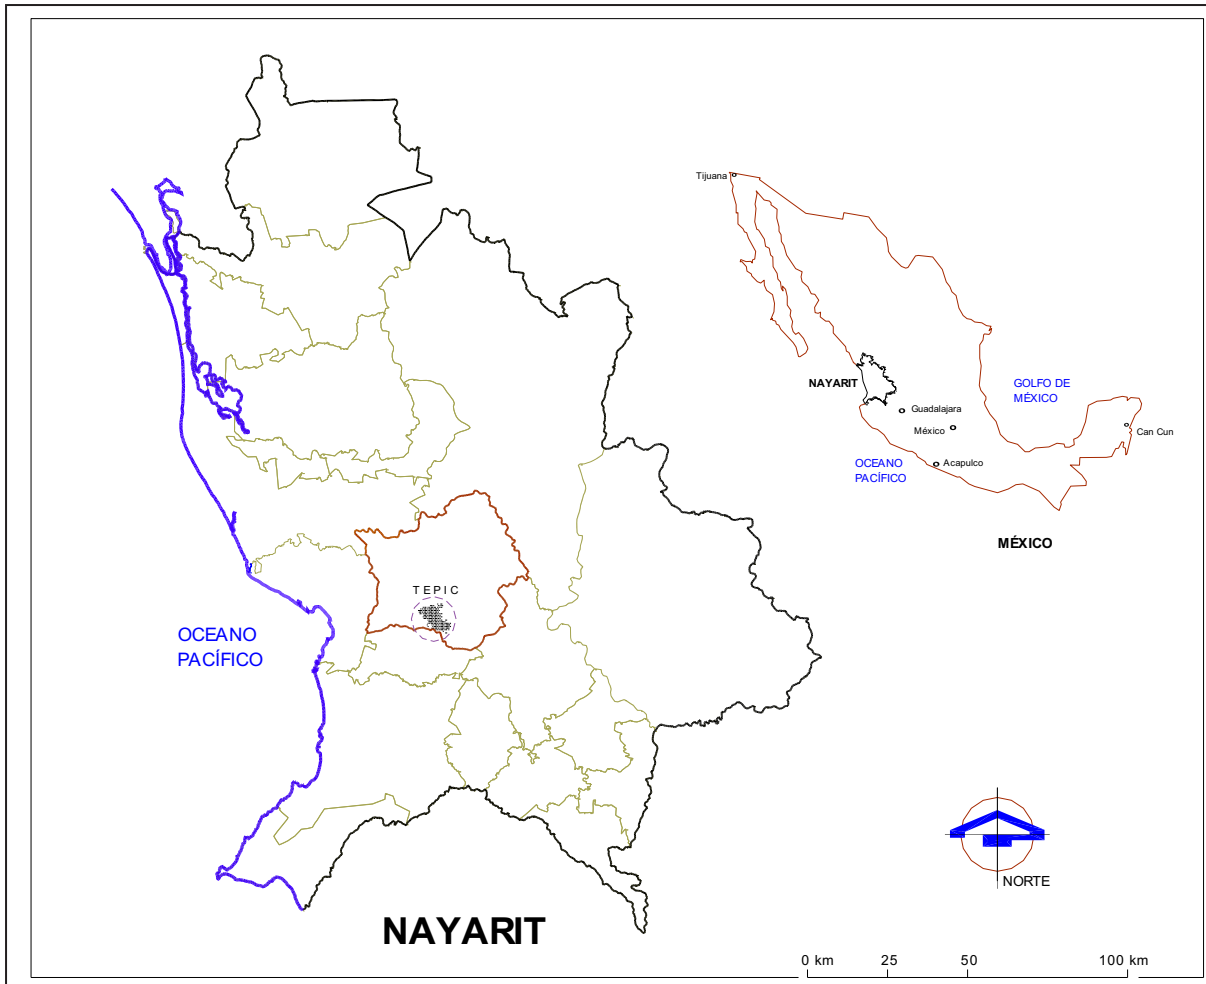 Tijuana
NAYARIT
GOLFO DE
MÉXICO
Guadalajara
México
Can Cun
OCEANO
PACÍFICO
Acapulco
MÉXICO
TEPIC
OCEANO
PACÍFICO
NORTE
NAYARIT
0 km 25 50 100 km